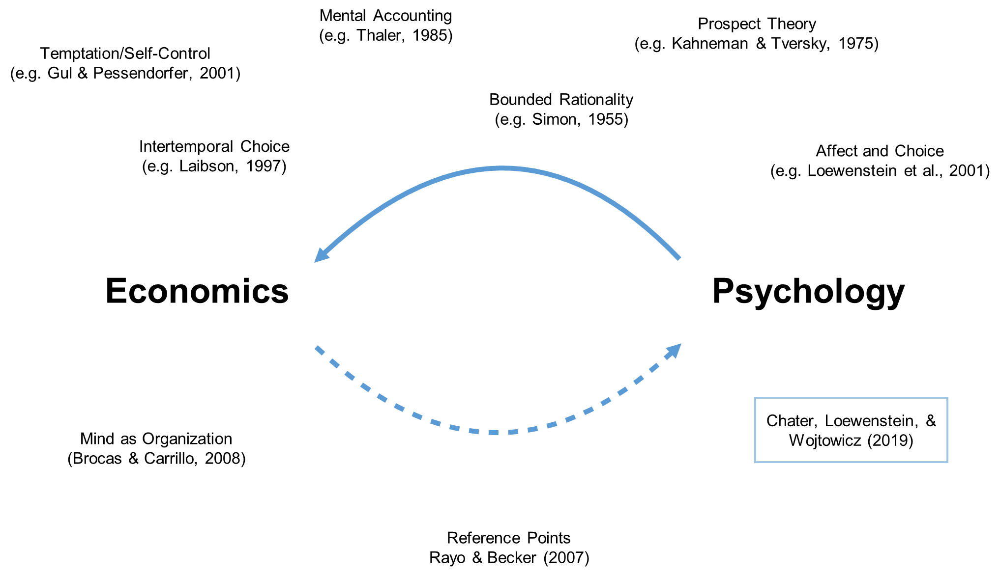 Mental Accounting
(e.g. Thaler, 1985)
Prospect Theory
(e.g. Kahneman & Tversky, 1975)
Temptation/Self-Control
(e.g. Gul & Pessendorfer, 2001)
Bounded Rationality
(e.g. Simon, 1955)
Intertemporal Choice
(e.g. Laibson, 1997)
Affect and Choice
(e.g. Loewenstein et al., 2001)
Economics
Psychology
Mind as Organization
(Brocas & Carrillo, 2008)
Chater, Loewenstein, &
Wojtowicz (2019)
Reference Points
Rayo & Becker (2007)